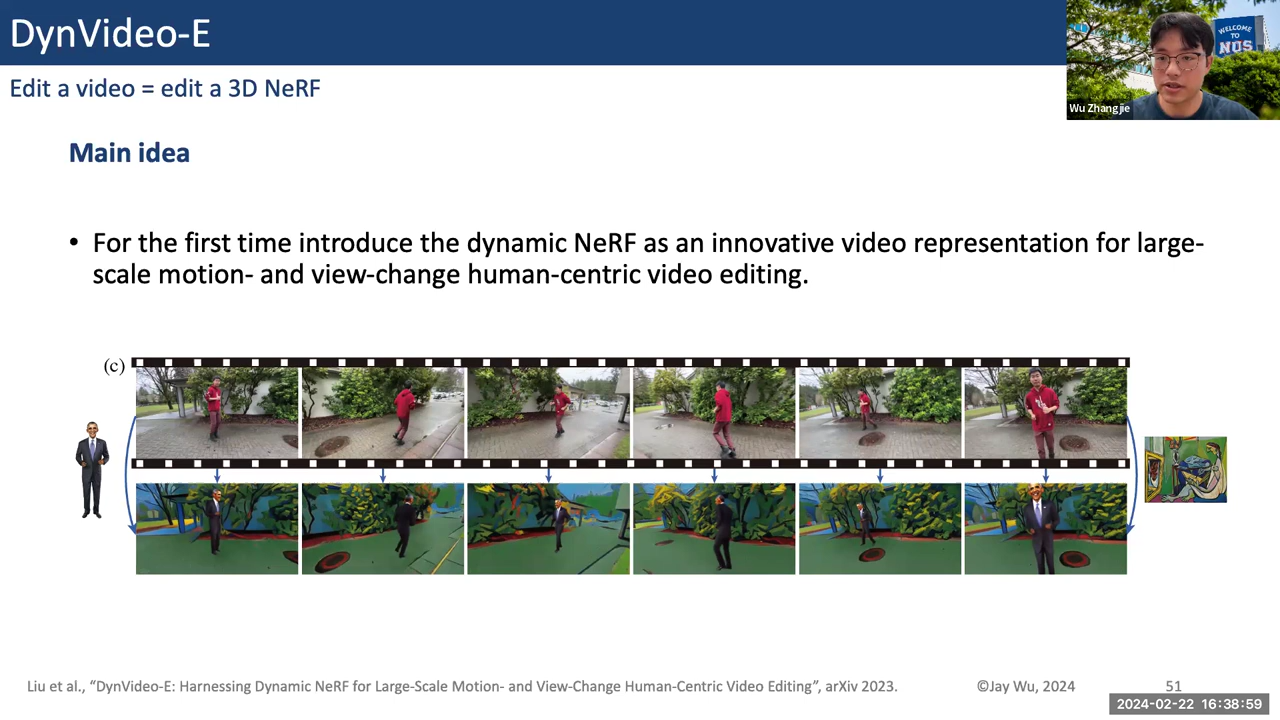 DynVideo-E
WELCOME
TO
NUS
Wu Zhangjie
Edit a video = edit a 3D NeRF
Main idea
• For the first time introduce the dynamic NeRF as an innovative video representation for large-
scale motion- and view-change human-centric video editing.
(c)
Liu et al., “DynVideo-E: Harnessing Dynamic NeRF for Large-Scale Motion- and View-Change Human-Centric Video Editing”, arXiv 2023.
©Jay Wu, 2024
51
2024-02-22 16:38:59